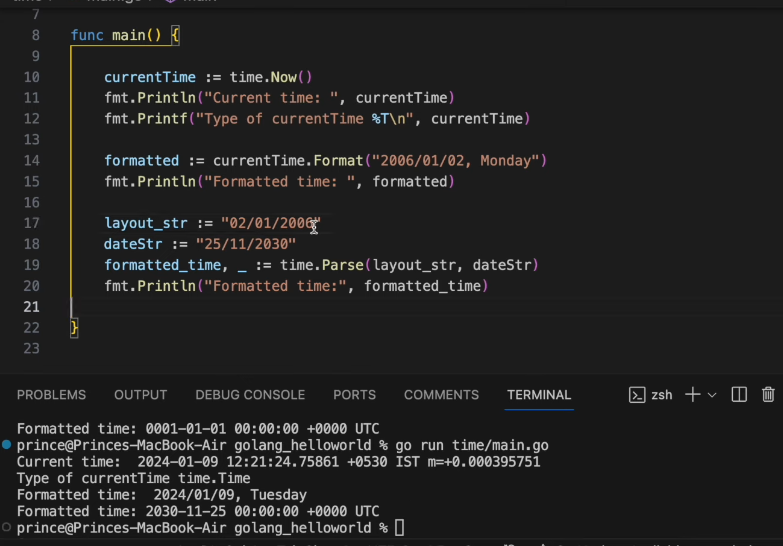 7
8 func main() {
9
10 currentTime := time.Now()
11 fmt.Println("Current time: ", currentTime)
12 fmt.Printf("Type of currentTime %T\n", currentTime)
13
14 formatted := currentTime.Format("2006/01/02, Monday")
15 fmt.Println("Formatted time: ", formatted)
16
17 layout_str := "02/01/2006"
18 dateStr := "25/11/2030"
19 formatted_time, _ := time.Parse(layout_str, dateStr)
20 fmt.Println("Formatted time:", formatted_time)
21
22 }
23
PROBLEMS OUTPUT DEBUG CONSOLE PORTS COMMENTS TERMINAL zsh
Formatted time: 0001-01-01 00:00:00 +0000 UTC
prince@Princes-MacBook-Air golang_helloworld % go run time/main.go
Current time:  2024-01-09 12:21:24.75861 +0530 IST m=+0.000395751
Type of currentTime time.Time
Formatted time:  2024/01/09, Tuesday
Formatted time: 2030-11-25 00:00:00 +0000 UTC
prince@Princes-MacBook-Air golang_helloworld %